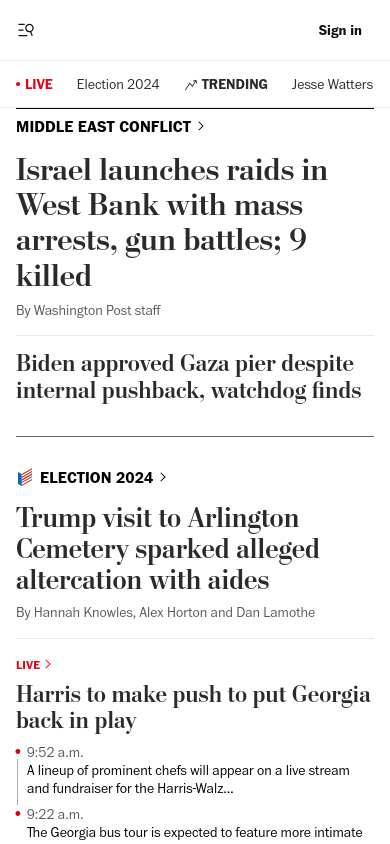 Sign in
LIVE Election 2024 TRENDING Jesse Watters
MIDDLE EAST CONFLICT
Israel launches raids in
West Bank with mass
arrests, gun battles; 9
killed
By Washington Post staff
Biden approved Gaza pier despite
internal pushback, watchdog finds
ELECTION 2024
Trump visit to Arlington
Cemetery sparked alleged
altercation with aides
By Hannah Knowles, Alex Horton and Dan Lamothe
LIVE
Harris to make push to put Georgia
back in play
9:52 a.m.
A lineup of prominent chefs will appear on a live stream
and fundraiser for the Harris-Walz...
9:22 a.m.
The Georgia bus tour is expected to feature more intimate